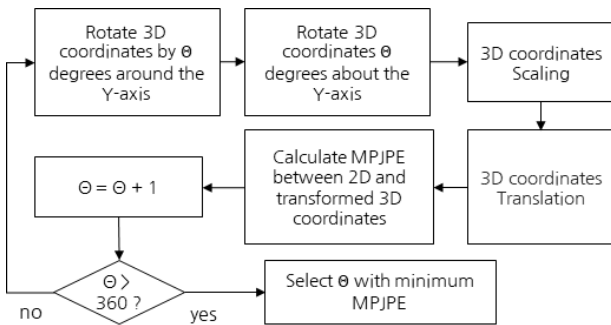 Rotate 3D
coordinates by Θ
degrees around the
Y-axis
Rotate 3D
coordinates Θ
degrees about the
Y-axis
3D coordinates
Scaling
3D coordinates
Translation
Calculate MPJPE
between 2D and
transformed 3D
coordinates
Θ = Θ + 1
Θ >
360 ?
no
yes
Select Θ with minimum
MPJPE